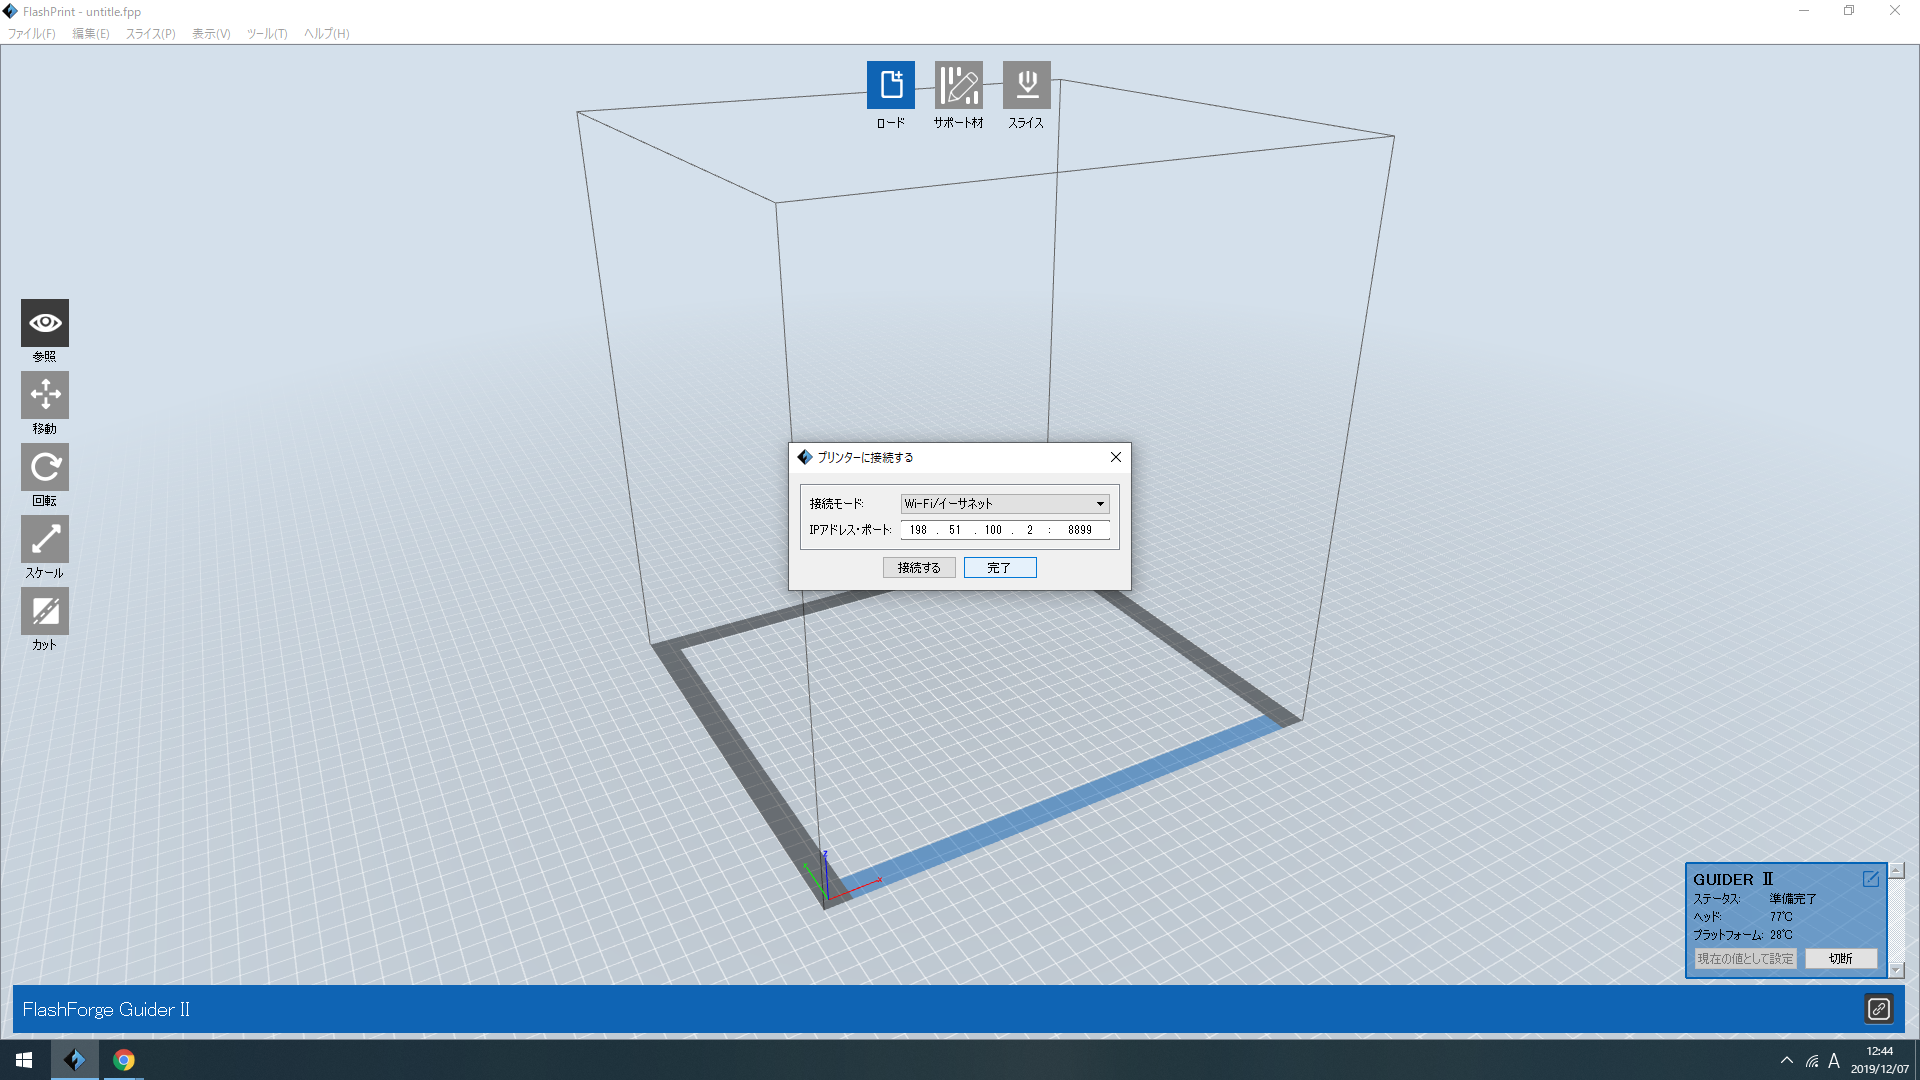 FlashPrint - untitle.fpp
ファイル(F) 編集(E) スライス(P) 表示(V) ツール(T) ヘルプ(H)
ロード サポート材 スライス
参照
移動
回転
スケール
カット
プリンターに接続する
接続モード: Wi-Fi/イーサネット
IPアドレス・ポート: 198 . 51 . 100 . 2 : 8899
接続する 完了
z
x
GUIDER Ⅱ
ステータス: 準備完了
ヘッド: 77℃
プラットフォーム: 28℃
現在の値として設定 切断
FlashForge Guider II
A
12:44
2019/12/07